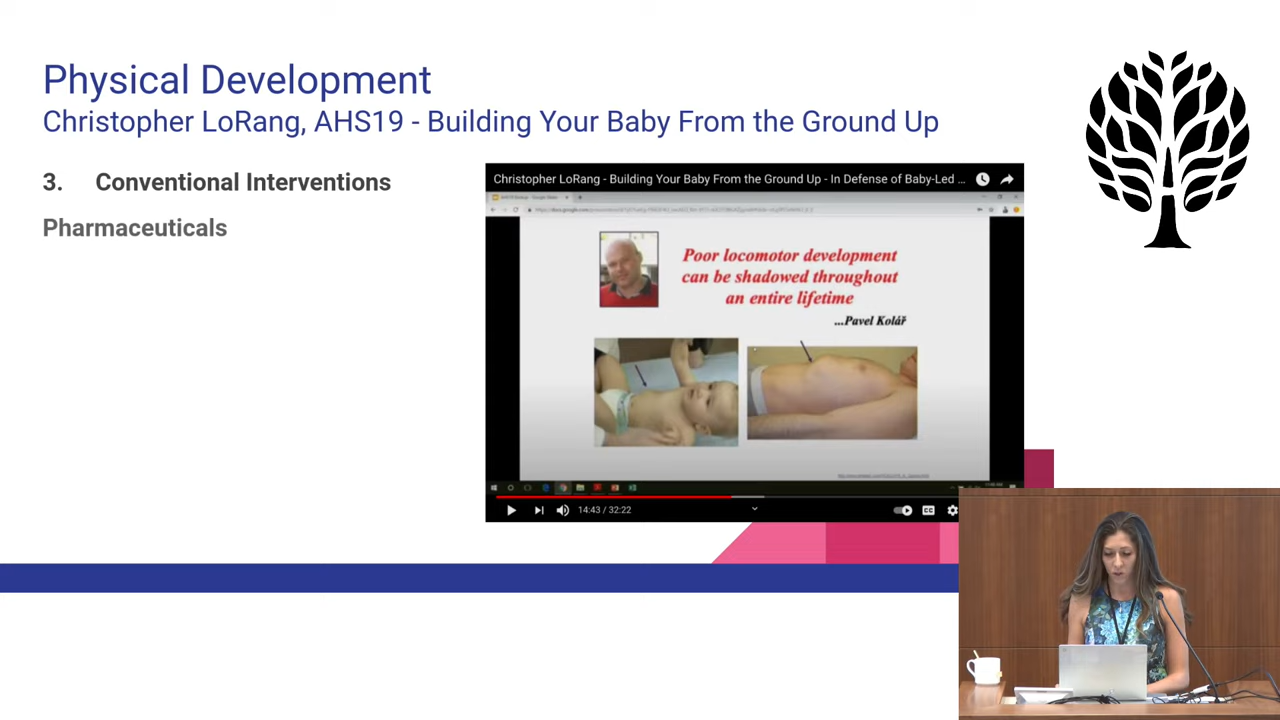 Physical Development
Christopher LoRang, AHS19 - Building Your Baby From the Ground Up
3. Conventional Interventions
Pharmaceuticals
Christopher LoRang - Building Your Baby From the Ground Up - In Defense of Baby-Led ...
Poor locomotor development
can be shadowed throughout
an entire lifetime
...Pavel Kolář
14:43 / 32:22
CC